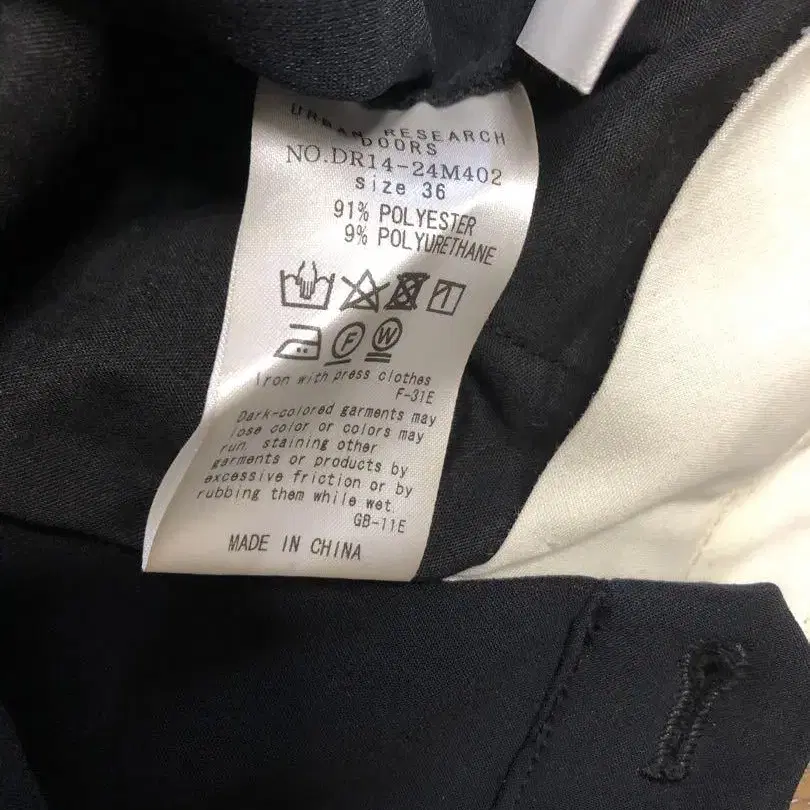 URBAN RESEARCH
DOORS
NO.DR14-24M402
size 36
91% POLYESTER
9% POLYURETHANE
F W
Iron with press clothes
F-31E
Dark-colored garments may
lose color or colors may
run, staining other
garments or products by
excessive friction or by
rubbing them while wet.
GB-11E
MADE IN CHINA